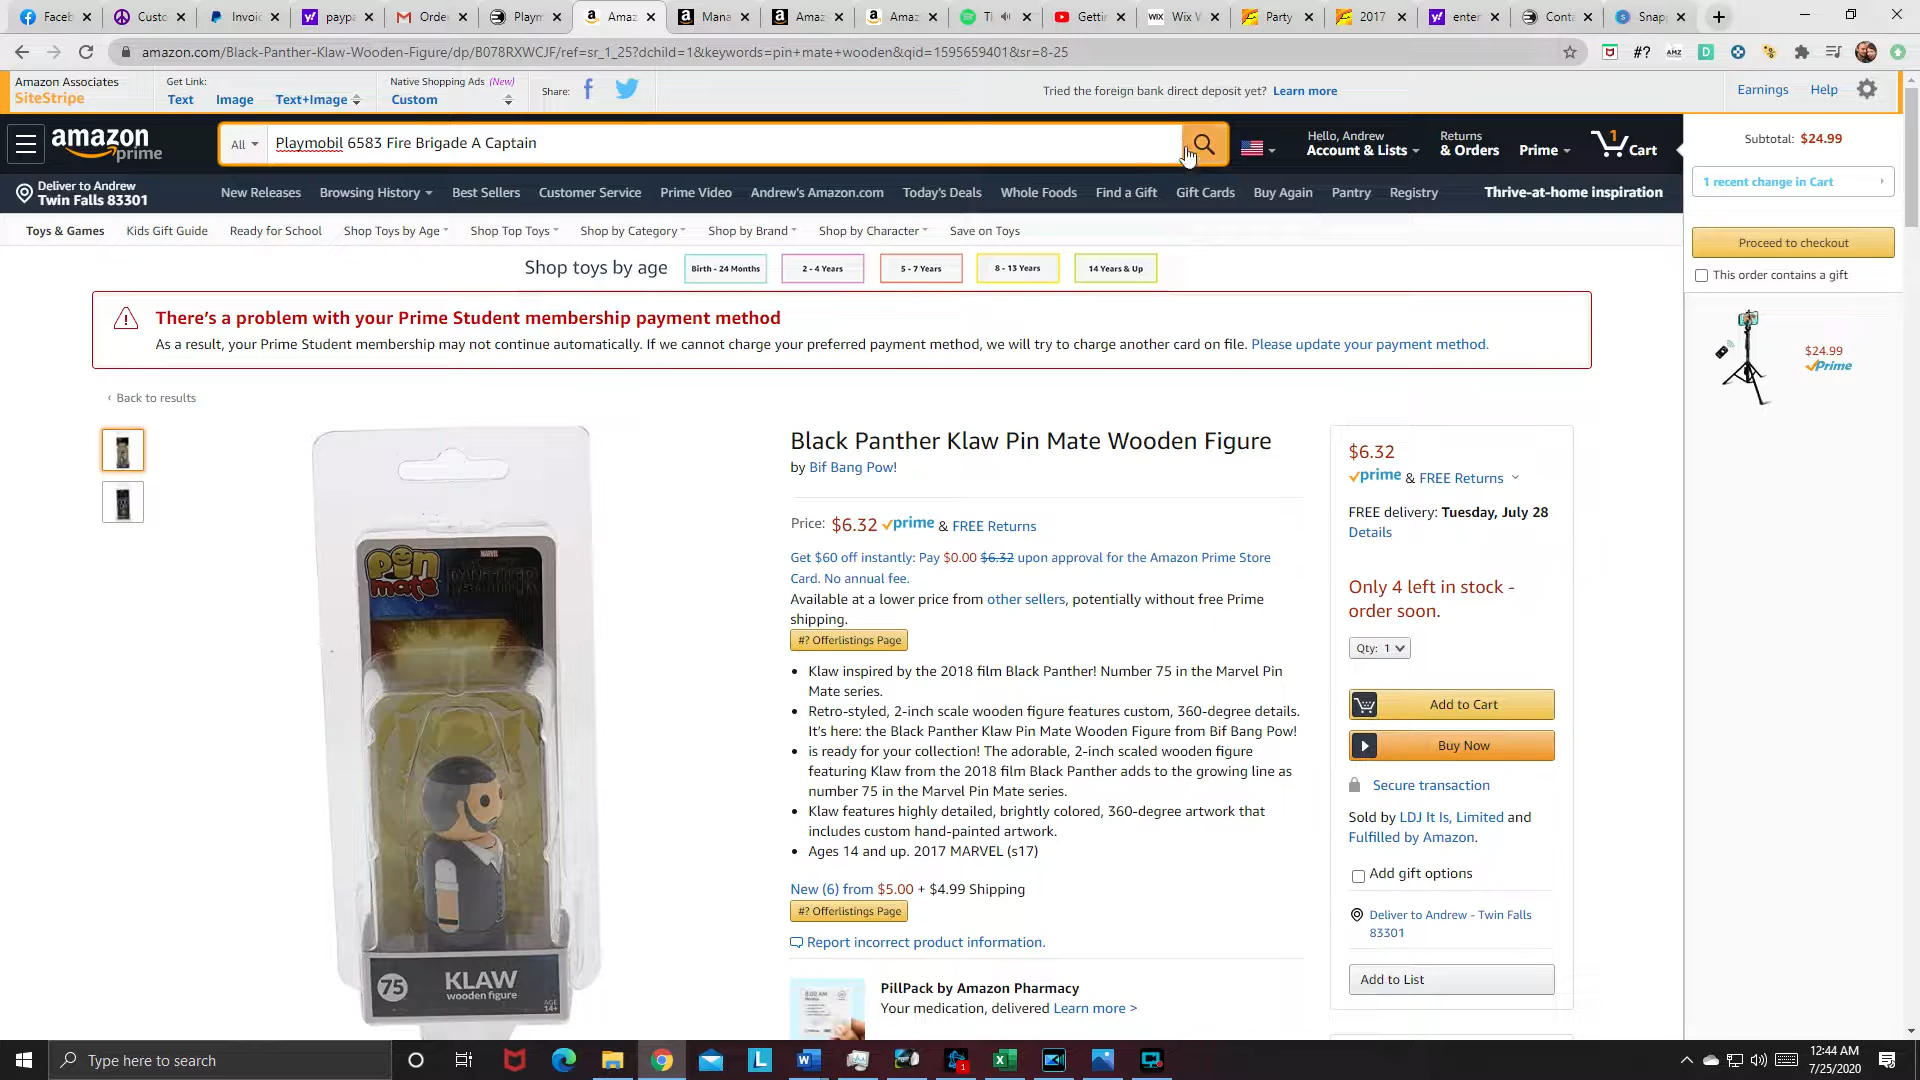 Faceb
Custo
Invoi
paypa
Orde
Playm
Amaz
Mana
Amaz
Amaz
Th
Gettin
Wix V
Party
2017
enter
Conta
Snap
amazon.com/Black-Panther-Klaw-Wooden-Figure/dp/B078RXWCJF/ref=sr_1_25?dchild=1&keywords=pin+mate+wooden&qid=1595659401&sr=8-25
Amazon Associates
SiteStripe
Get Link:
Text Image Text+Image
Native Shopping Ads (New)
Custom
Share:
Tried the foreign bank direct deposit yet? Learn more
Earnings Help
amazon prime
All
Playmobil 6583 Fire Brigade A Captain
Hello, Andrew
Account & Lists
Returns
& Orders
Prime
1
Cart
Subtotal: $24.99
1 recent change in Cart
Proceed to checkout
This order contains a gift
$24.99
Prime
Deliver to Andrew
Twin Falls 83301
New Releases Browsing History Best Sellers Customer Service Prime Video Andrew's Amazon.com Today's Deals Whole Foods Find a Gift Gift Cards Buy Again Pantry Registry
Thrive-at-home inspiration
Toys & Games Kids Gift Guide Ready for School Shop Toys by Age Shop Top Toys Shop by Category Shop by Brand Shop by Character Save on Toys
Shop toys by age
Birth - 24 Months
2 - 4 Years
5 - 7 Years
8 - 13 Years
14 Years & Up
There's a problem with your Prime Student membership payment method
As a result, your Prime Student membership may not continue automatically. If we cannot charge your preferred payment method, we will try to charge another card on file. Please update your payment method.
‹ Back to results
pin mate
MARVEL
75
KLAW
wooden figure
AGE
14+
Black Panther Klaw Pin Mate Wooden Figure
by Bif Bang Pow!
Price: $6.32 prime & FREE Returns
Get $60 off instantly: Pay $0.00 $6.32 upon approval for the Amazon Prime Store
Card. No annual fee.
Available at a lower price from other sellers, potentially without free Prime
shipping.
#? Offerlistings Page
• Klaw inspired by the 2018 film Black Panther! Number 75 in the Marvel Pin
Mate series.
• Retro-styled, 2-inch scale wooden figure features custom, 360-degree details.
It's here: the Black Panther Klaw Pin Mate Wooden Figure from Bif Bang Pow!
• is ready for your collection! The adorable, 2-inch scaled wooden figure
featuring Klaw from the 2018 film Black Panther adds to the growing line as
number 75 in the Marvel Pin Mate series.
• Klaw features highly detailed, brightly colored, 360-degree artwork that
includes custom hand-painted artwork.
• Ages 14 and up. 2017 MARVEL (s17)
New (6) from $5.00 + $4.99 Shipping
#? Offerlistings Page
Report incorrect product information.
PillPack by Amazon Pharmacy
Your medication, delivered Learn more >
$6.32
prime & FREE Returns
FREE delivery: Tuesday, July 28
Details
Only 4 left in stock -
order soon.
Qty: 1
Add to Cart
Buy Now
Secure transaction
Sold by LDJ It Is, Limited and
Fulfilled by Amazon.
Add gift options
Deliver to Andrew - Twin Falls
83301
Add to List
Type here to search
12:44 AM
7/25/2020